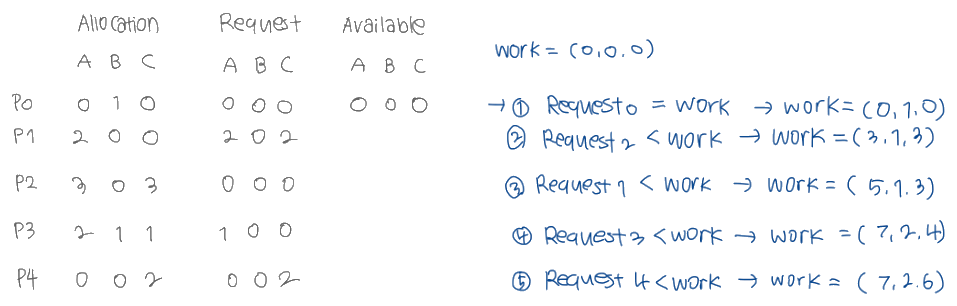 Allocation Request Available
A B C A B C A B C
P0 0 1 0 0 0 0 0 0 0
P1 2 0 0 2 0 2
P2 3 0 3 0 0 0
P3 2 1 1 1 0 0
P4 0 0 2 0 0 2
work = (0,0.0)
→ ① Request0 = work → work = (0,1,0)
② Request2 < work → work = (3,1,3)
③ Request1 < work → work = (5,1.3)
④ Request3 < work → work = (7,2,4)
⑤ Request4 < work → work = (7,2.6)